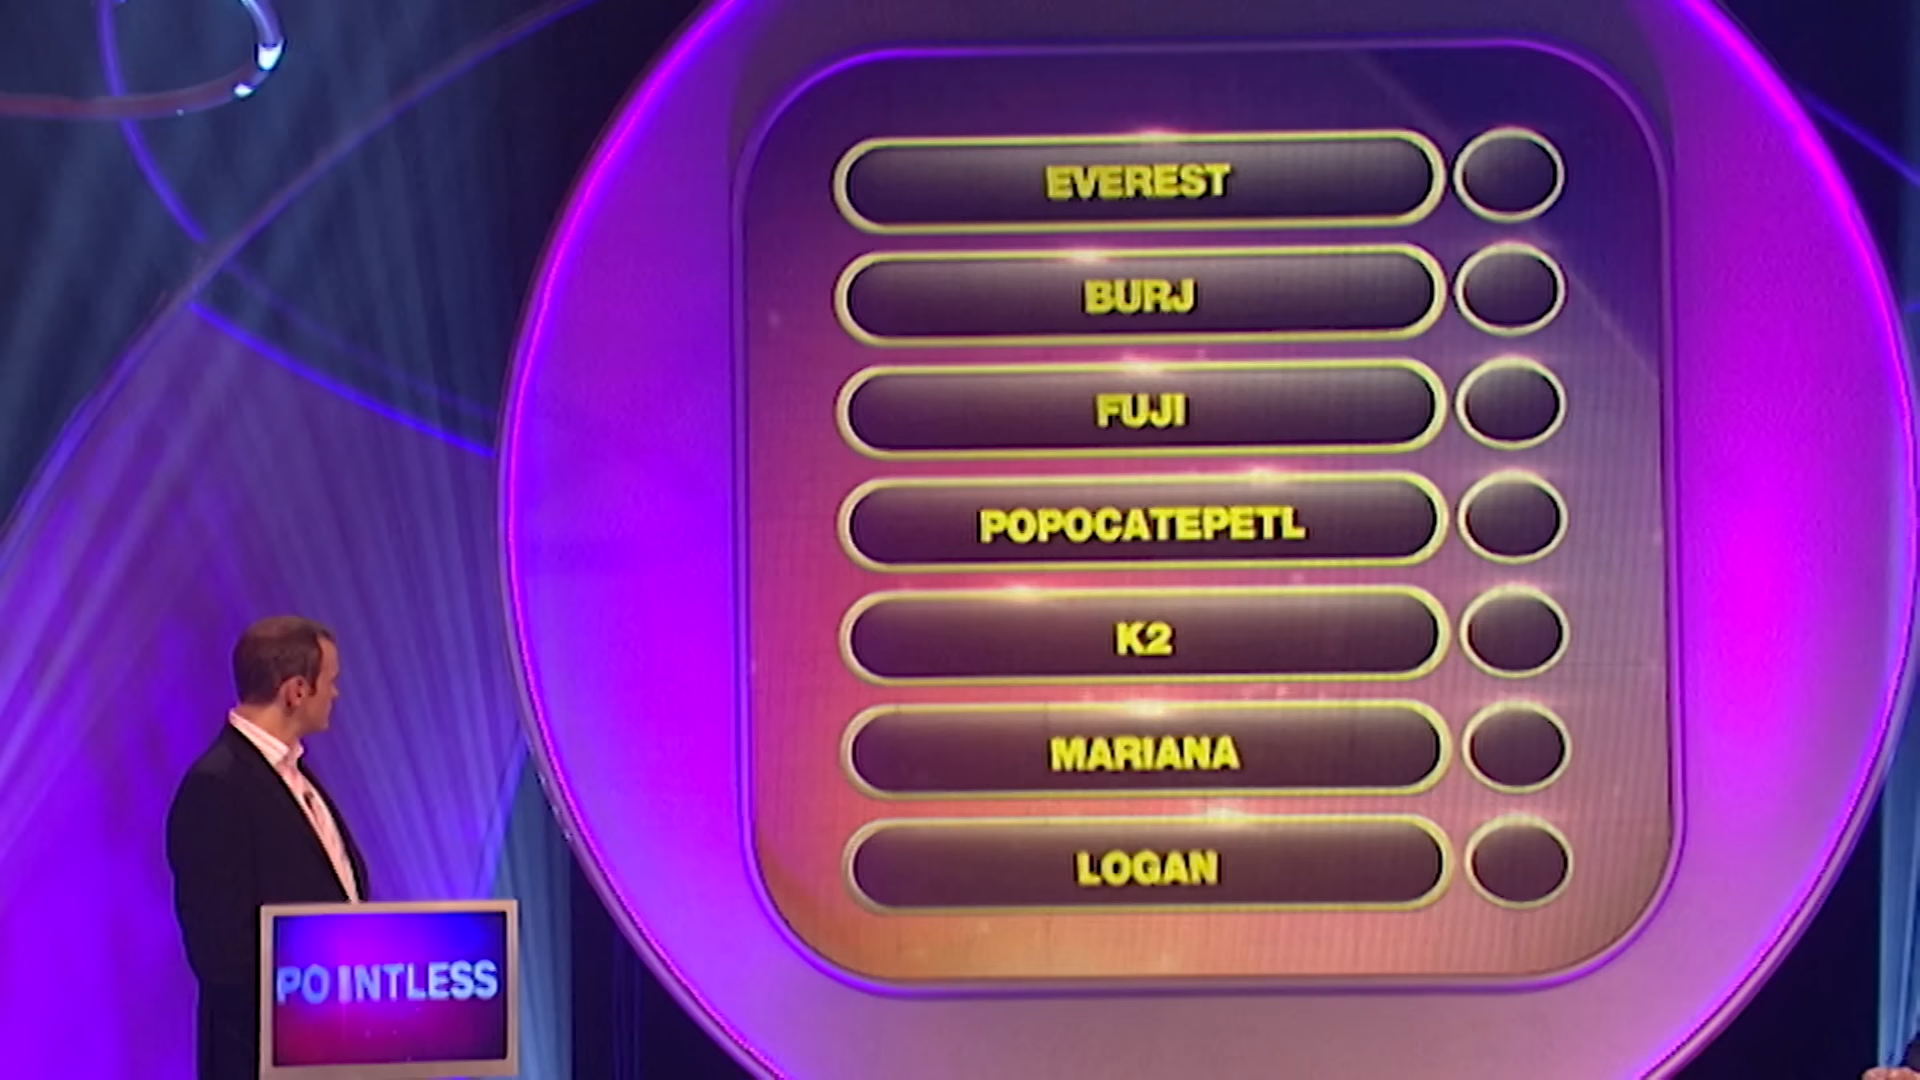 EVEREST
BURJ
FUJI
POPOCATEPETL
K2
MARIANA
LOGAN
POINTLESS